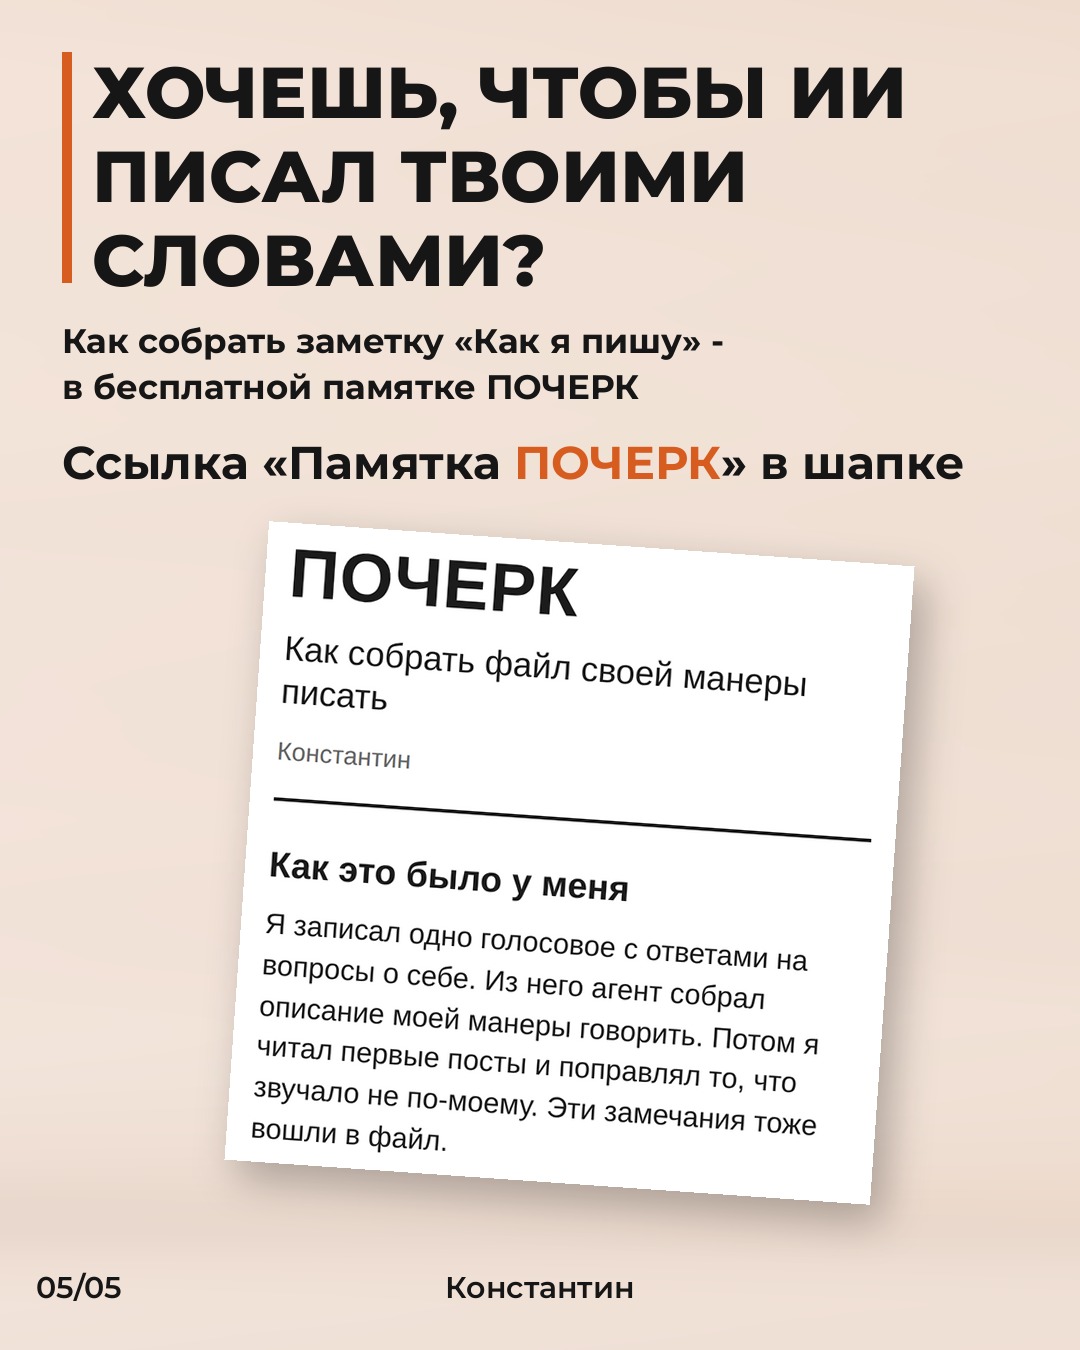 ХОЧЕШЬ, ЧТОБЫ ИИ
ПИСАЛ ТВОИМИ
СЛОВАМИ?
Как собрать заметку «Как я пишу» -
в бесплатной памятке ПОЧЕРК
Ссылка «Памятка ПОЧЕРК» в шапке
ПОЧЕРК
Как собрать файл своей манеры
писать
Константин
Как это было у меня
Я записал одно голосовое с ответами на
вопросы о себе. Из него агент собрал
описание моей манеры говорить. Потом я
читал первые посты и поправлял то, что
звучало не по-моему. Эти замечания тоже
вошли в файл.
05/05
Константин